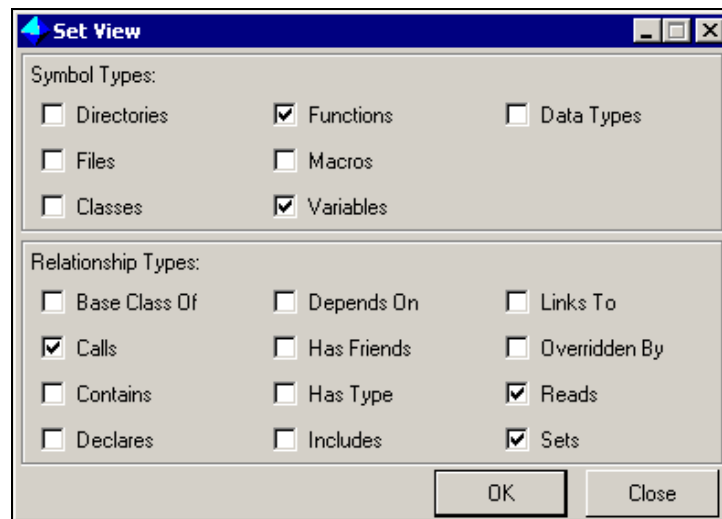 Set View
Symbol Types:
Directories Functions Data Types
Files Macros
Classes Variables
Relationship Types:
Base Class Of Depends On Links To
Calls Has Friends Overridden By
Contains Has Type Reads
Declares Includes Sets
OK Close